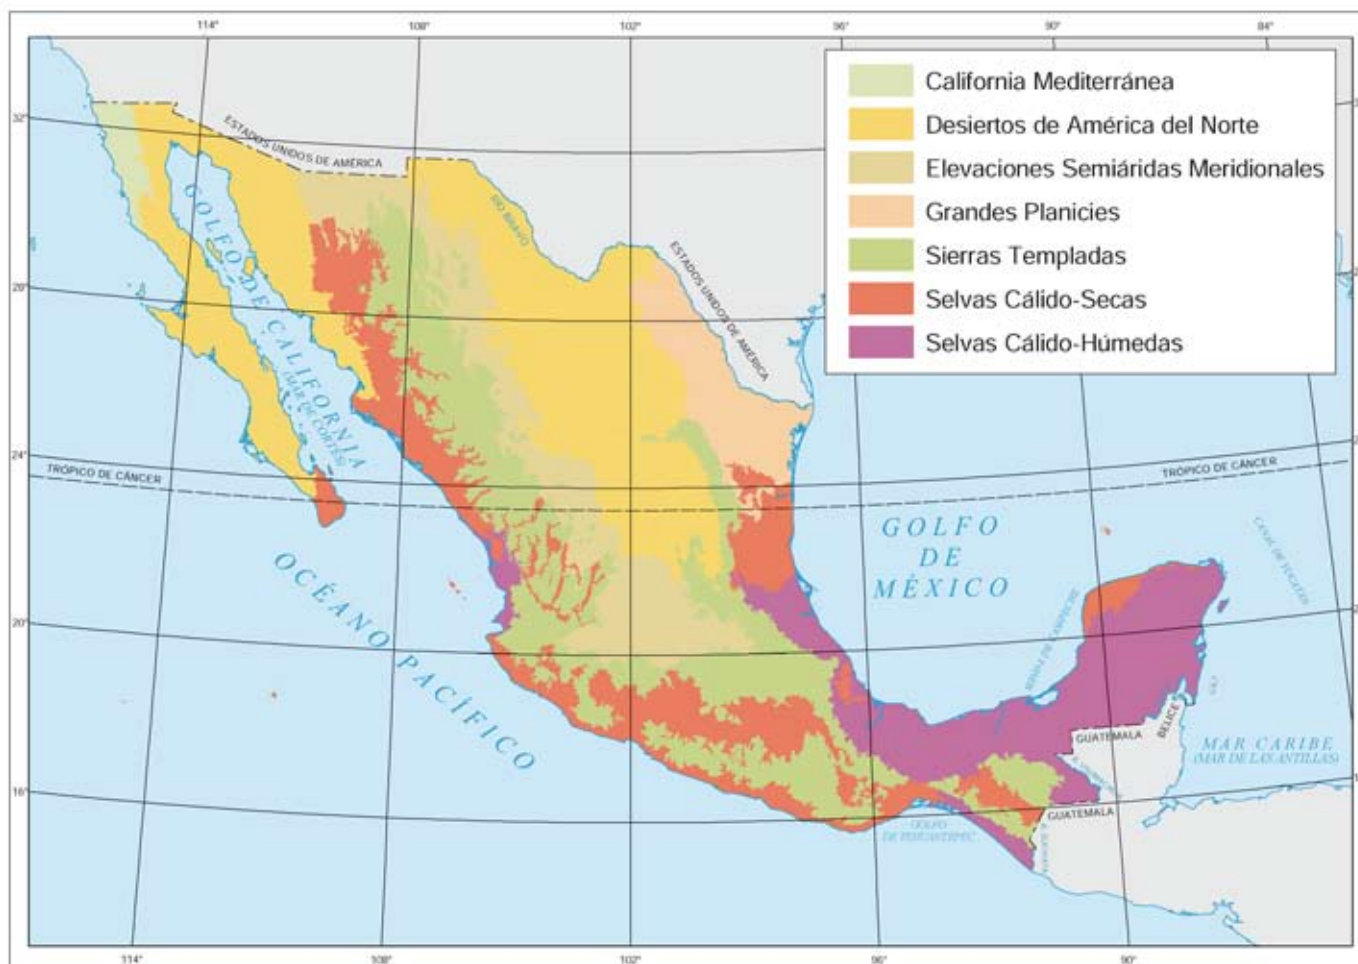 114°
108°
102°
96°
90°
84°
California Mediterránea
Desiertos de América del Norte
Elevaciones Semiáridas Meridionales
Grandes Planicies
Sierras Templadas
Selvas Cálido-Secas
Selvas Cálido-Húmedas
32°
ESTADOS UNIDOS DE AMÉRICA
RÍO BRAVO
ESTADOS UNIDOS DE AMÉRICA
GOLFO DE CALIFORNIA
(MAR DE CORTÉS)
28°
24°
TRÓPICO DE CÁNCER
TRÓPICO DE CÁNCER
GOLFO
DE
MÉXICO
CANAL DE YUCATÁN
OCÉANO PACÍFICO
20°
BELICE
GUATEMALA
MAR CARIBE
(MAR DE LAS ANTILLAS)
16°
GUATEMALA
GOLFO
DE TEHUANTEPEC
114°
108°
102°
96°
90°